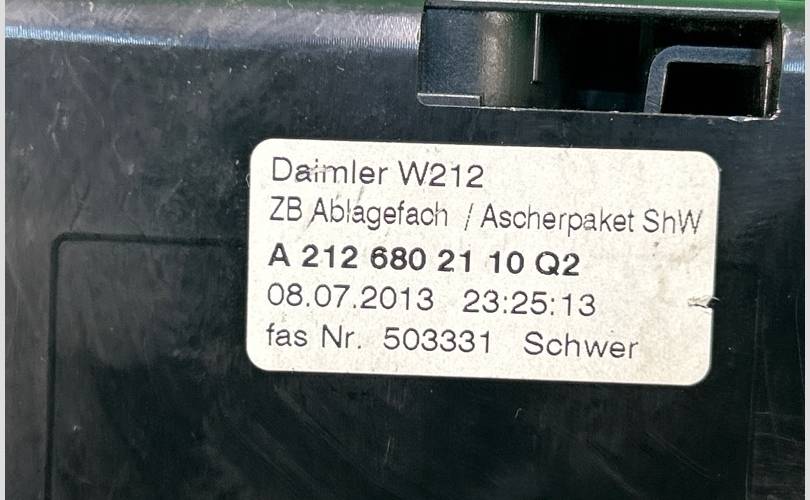 Daimler W212
ZB Ablagefach / Ascherpaket ShW
A 212 680 21 10 Q2
08.07.2013 23:25:13
fas Nr. 503331 Schwer